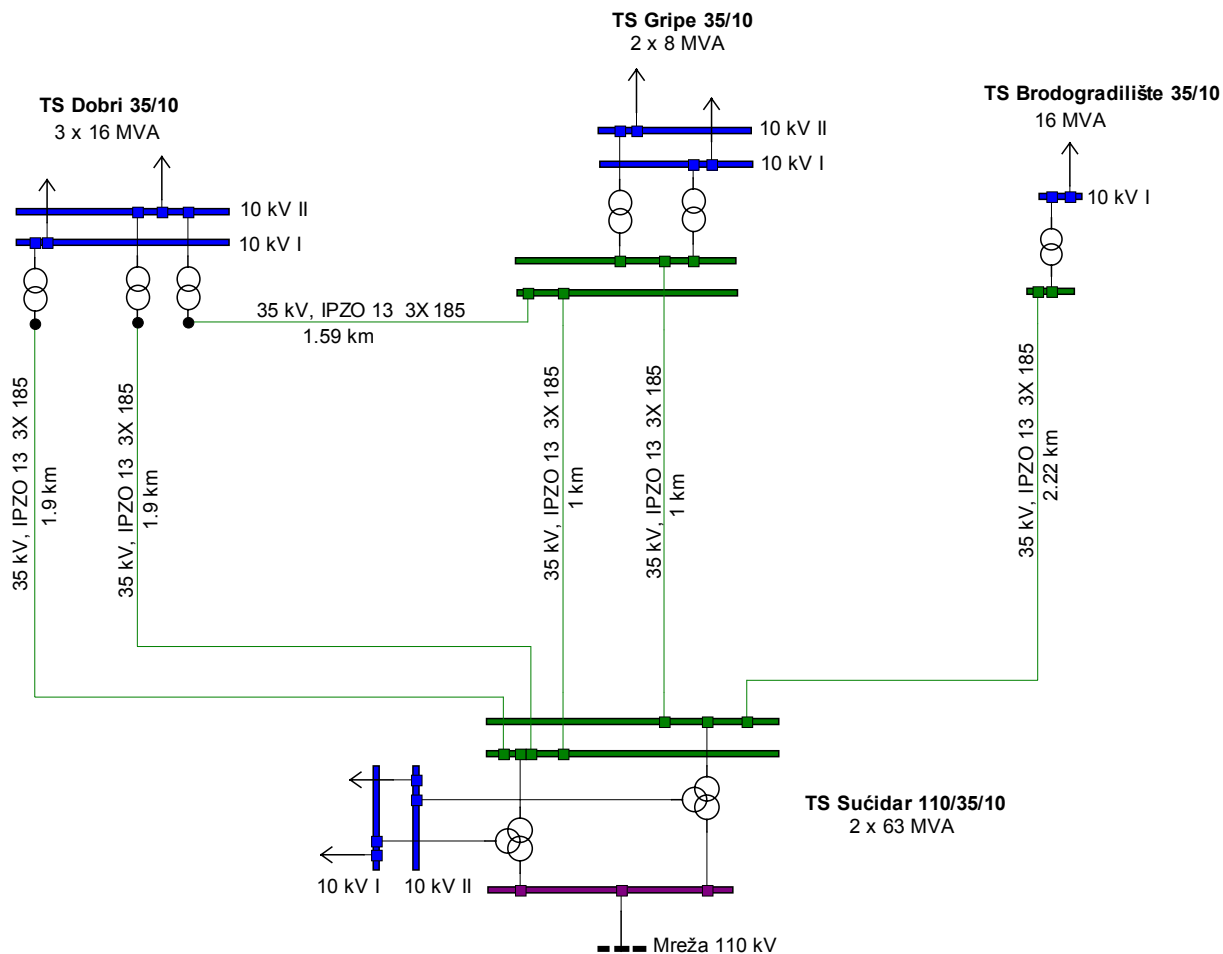 TS Gripe 35/10
2 x 8 MVA
TS Dobri 35/10
3 x 16 MVA
TS Brodogradilište 35/10
16 MVA
10 kV II
10 kV I
10 kV I
10 kV II
10 kV I
35 kV, IPZO 13 3X 185
1.59 km
35 kV, IPZO 13 3X 185
1.9 km
35 kV, IPZO 13 3X 185
1.9 km
35 kV, IPZO 13 3X 185
1 km
35 kV, IPZO 13 3X 185
1 km
35 kV, IPZO 13 3X 185
2.22 km
TS Sućidar 110/35/10
2 x 63 MVA
10 kV I
10 kV II
Mreža 110 kV